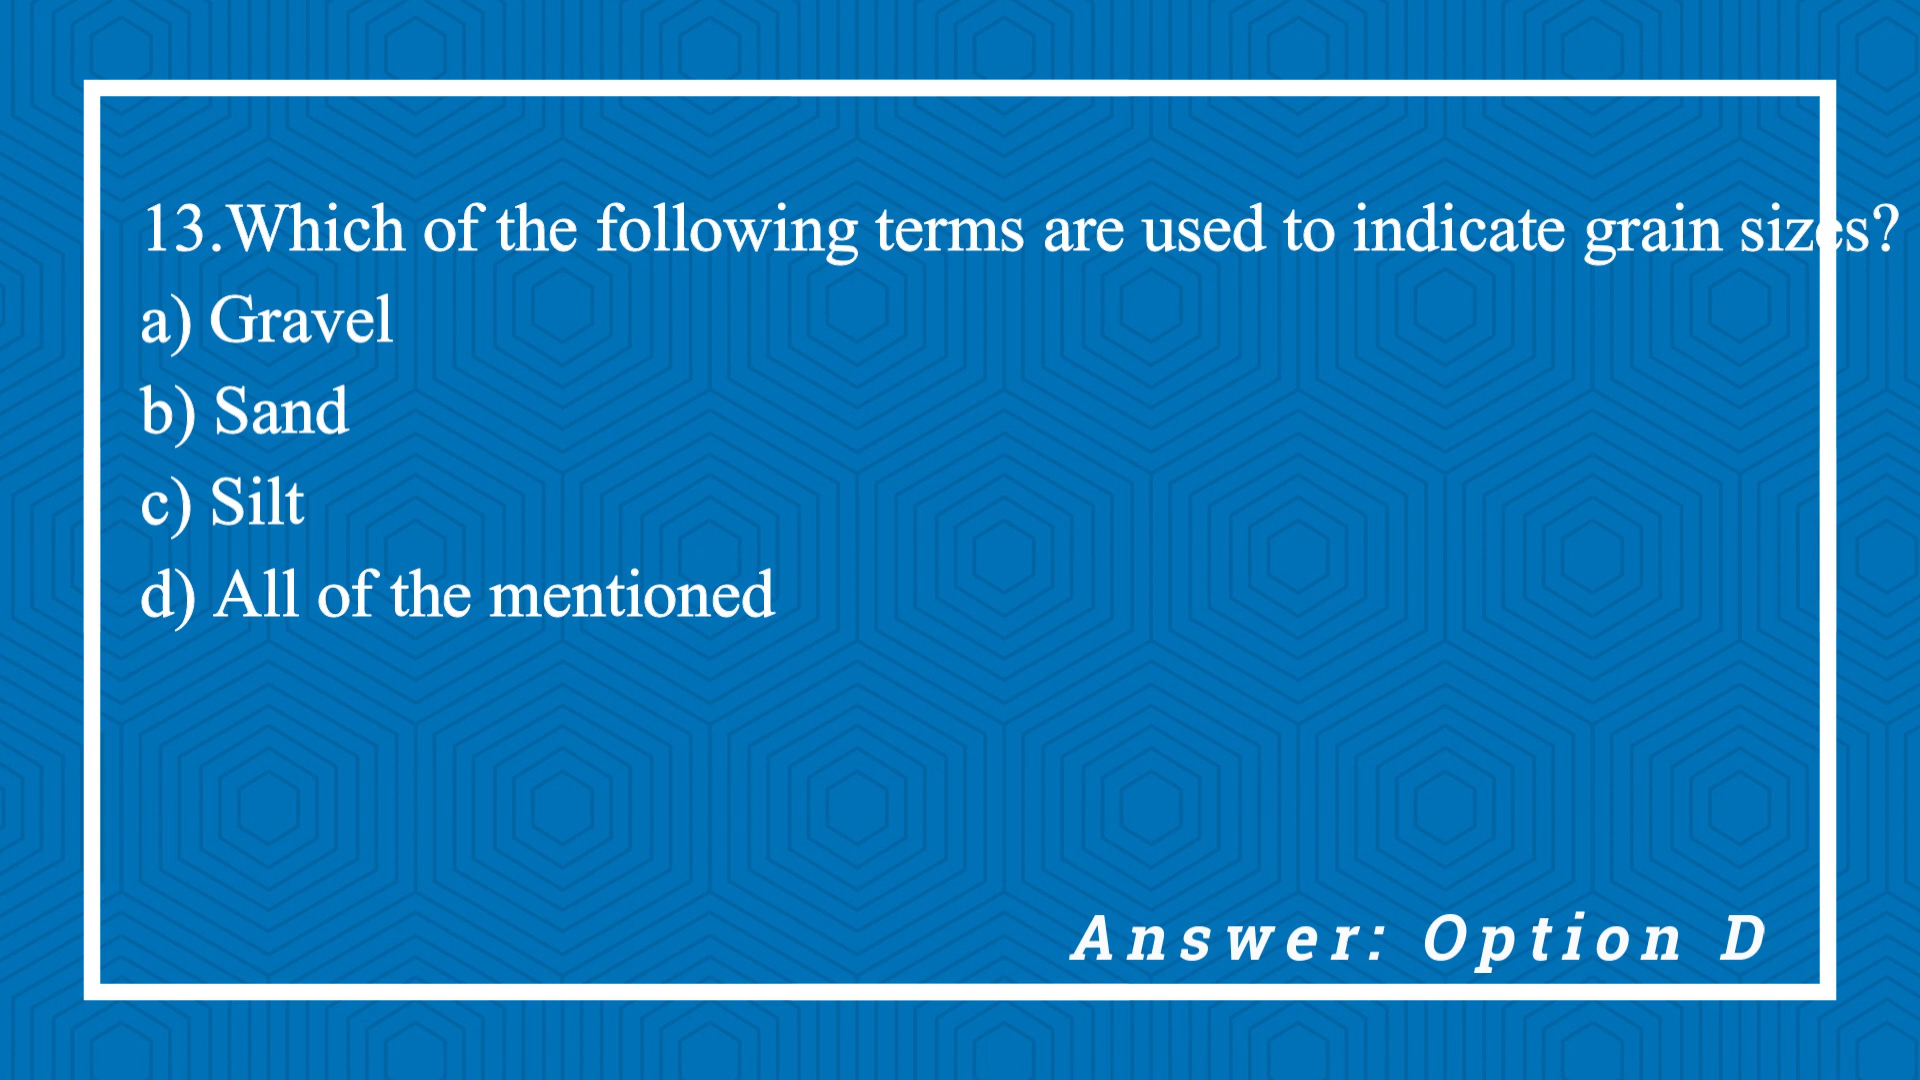 13.Which of the following terms are used to indicate grain sizes?
a) Gravel
b) Sand
c) Silt
d) All of the mentioned
Answer: Option D